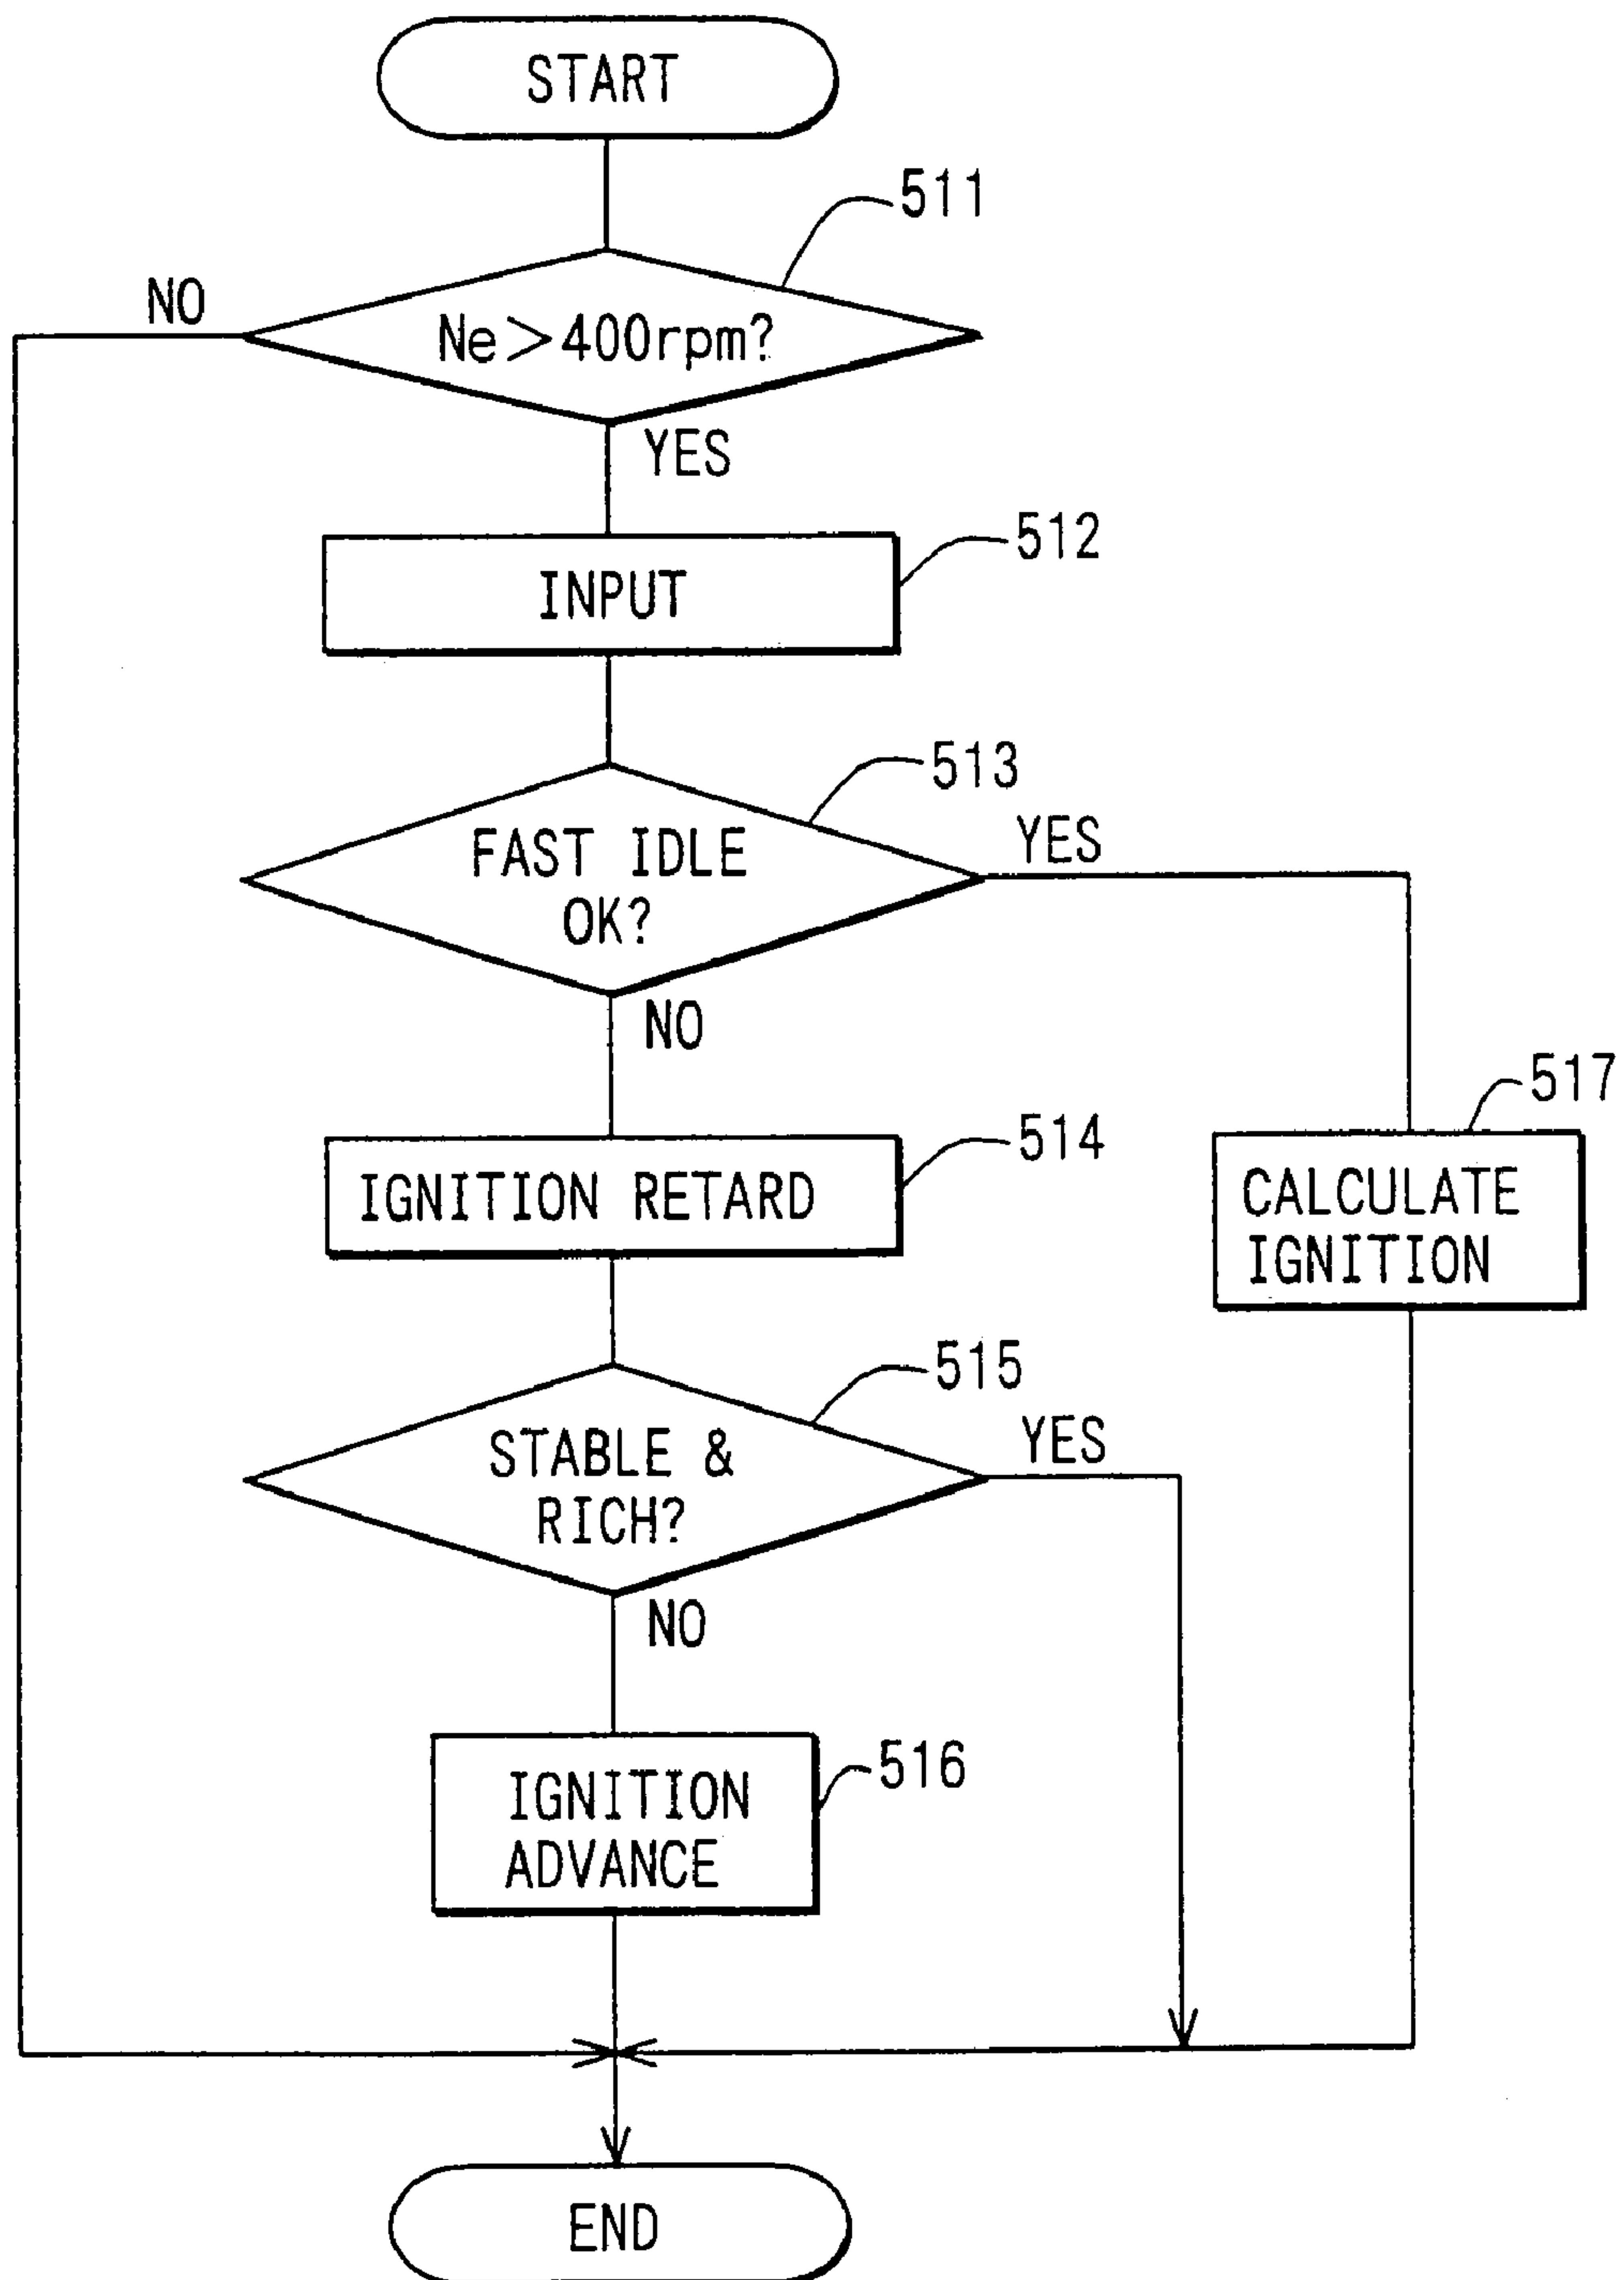 START
511
NO
Ne>400rpm?
YES
512
INPUT
513
YES
FAST IDLE
OK?
NO
514
IGNITION RETARD
517
CALCULATE
IGNITION
515
YES
STABLE &
RICH?
NO
516
IGNITION
ADVANCE
END